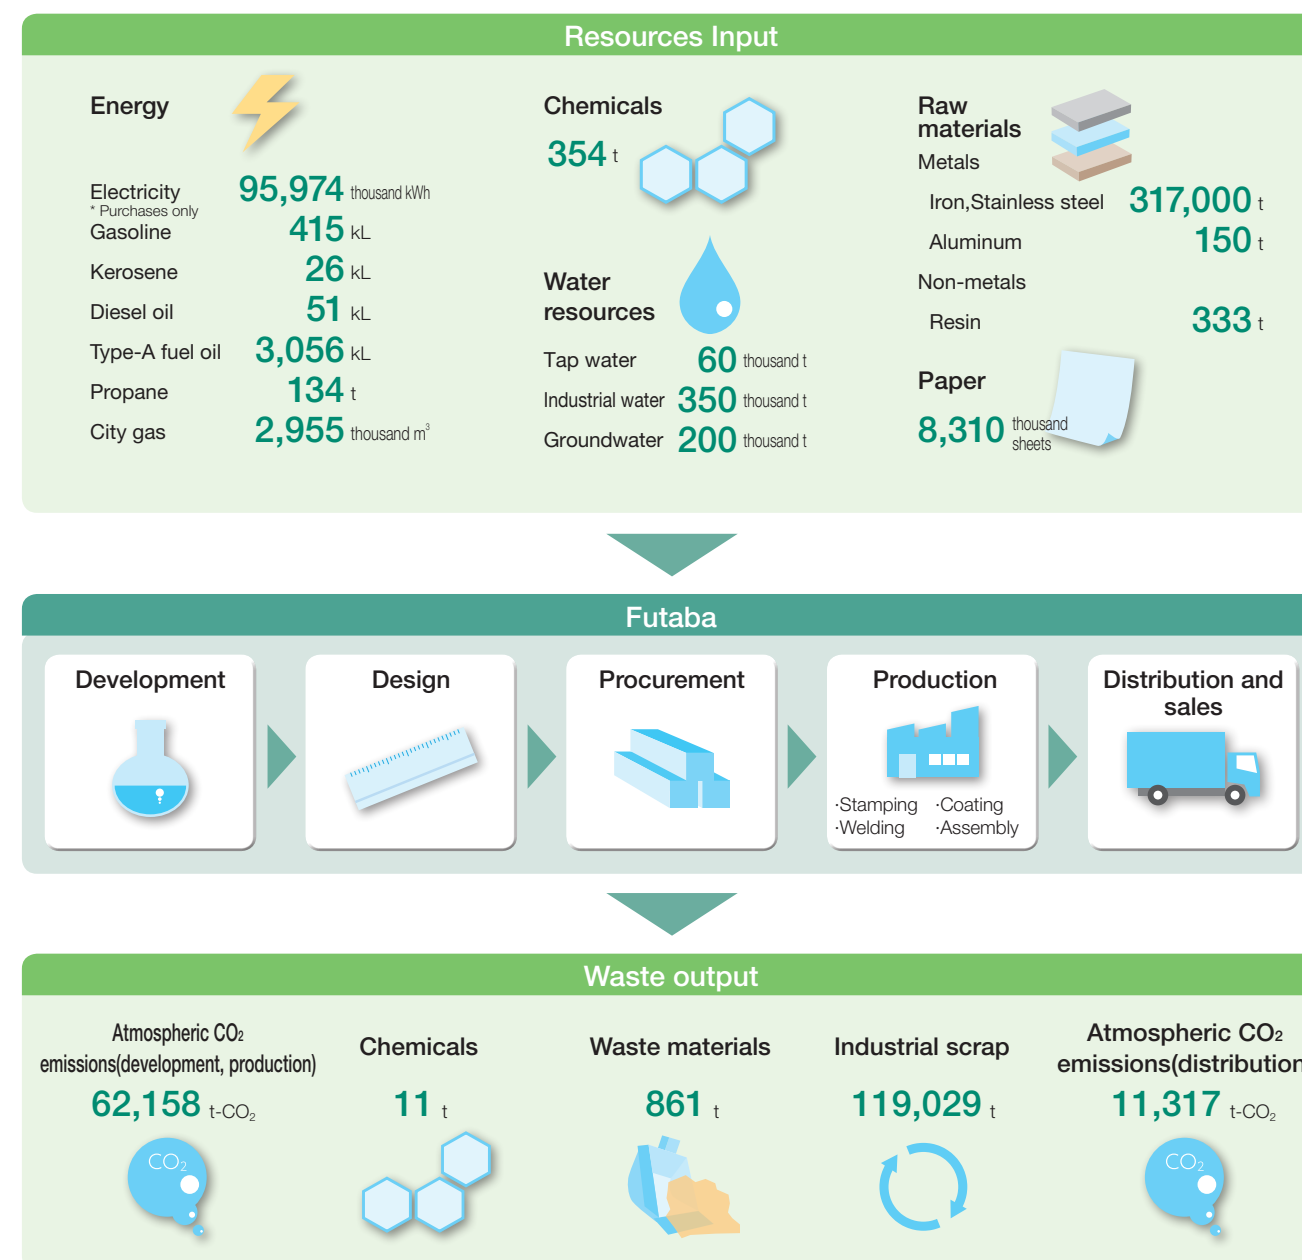 Resources Input
Energy
Electricity 95,974 thousand kWh
* Purchases only
Gasoline 415 kL
Kerosene 26 kL
Diesel oil 51 kL
Type-A fuel oil 3,056 kL
Propane 134 t
City gas 2,955 thousand m³
Chemicals
354 t
Water
resources
Tap water 60 thousand t
Industrial water 350 thousand t
Groundwater 200 thousand t
Raw
materials
Metals
Iron,Stainless steel 317,000 t
Aluminum 150 t
Non-metals
Resin 333 t
Paper
8,310 thousand
sheets
Futaba
Development
Design
Procurement
Production
·Stamping ·Coating
·Welding ·Assembly
Distribution and
sales
Waste output
Atmospheric CO₂
emissions(development, production)
62,158 t-CO₂
CO₂
Chemicals
11 t
Waste materials
861 t
Industrial scrap
119,029 t
Atmospheric CO₂
emissions(distribution
11,317 t-CO₂
CO₂